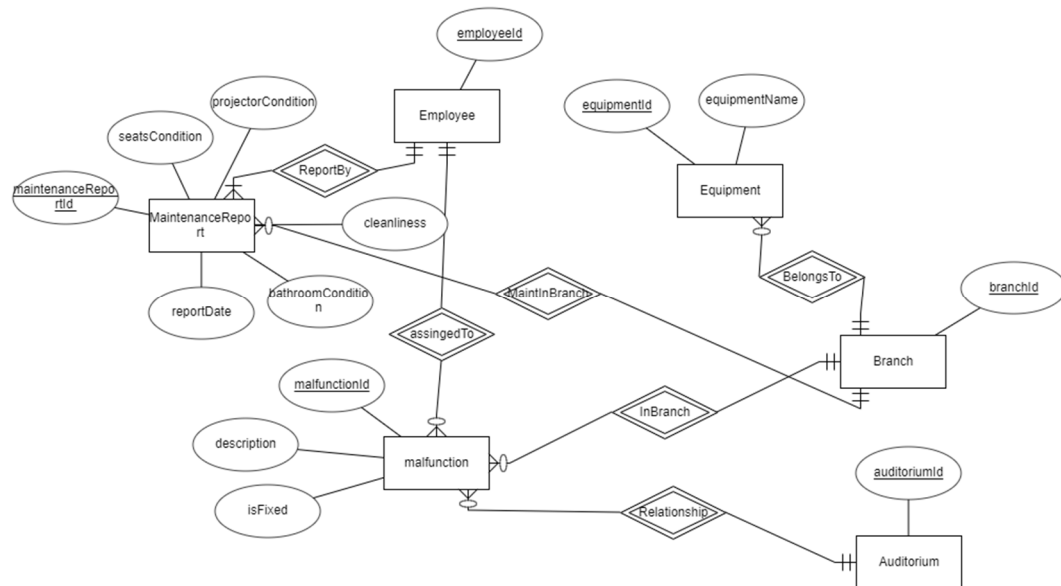 employeeId
projectorCondition
equipmentName
equipmentId
Employee
seatsCondition
ReportBy
Equipment
maintenanceRepo
rtId
MaintenanceRepo
rt
cleanliness
BelongsTo
branchId
bathroomConditio
n
MaintInBranch
reportDate
assingedTo
Branch
malfunctionId
InBranch
description
malfunction
auditoriumId
isFixed
Relationship
Auditorium